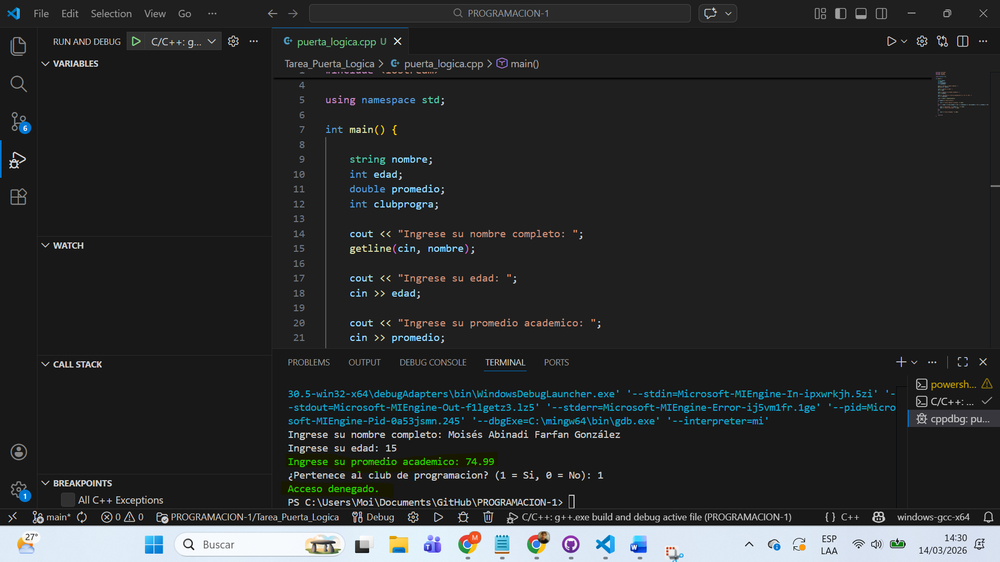 File Edit Selection View Go ···
PROGRAMACION-1
RUN AND DEBUG C/C++: g... ···
VARIABLES
WATCH
CALL STACK
BREAKPOINTS
All C++ Exceptions
6
1
puerta_logica.cpp U
Tarea_Puerta_Logica > puerta_logica.cpp > main()
4
5 using namespace std;
6
7 int main() {
8
9 string nombre;
10 int edad;
11 double promedio;
12 int clubprogra;
13
14 cout << "Ingrese su nombre completo: ";
15 getline(cin, nombre);
16
17 cout << "Ingrese su edad: ";
18 cin >> edad;
19
20 cout << "Ingrese su promedio academico: ";
21 cin >> promedio;
PROBLEMS OUTPUT DEBUG CONSOLE TERMINAL PORTS
30.5-win32-x64\debugAdapters\bin\WindowsDebugLauncher.exe' '--stdin=Microsoft-MIEngine-In-ipxwrkjh.5zi' '-
-stdout=Microsoft-MIEngine-Out-f1lgetz3.lz5' '--stderr=Microsoft-MIEngine-Error-ij5vm1fr.1ge' '--pid=Micro
soft-MIEngine-Pid-0a53jsmn.245' '--dbgExe=C:\mingw64\bin\gdb.exe' '--interpreter=mi'
Ingrese su nombre completo: Moisés Abinadi Farfan González
Ingrese su edad: 15
Ingrese su promedio academico: 74.99
¿Pertenece al club de programacion? (1 = Si, 0 = No): 1
Acceso denegado.
PS C:\Users\Moi\Documents\GitHub\PROGRAMACION-1>
powersh...
C/C++: ...
cppdbg: pu...
main* 0 0 PROGRAMACION-1/Tarea_Puerta_Logica Debug C/C++: g++.exe build and debug active file (PROGRAMACION-1) { } C++ windows-gcc-x64
27°
Buscar
M
ESP
LAA
14:30
14/03/2026